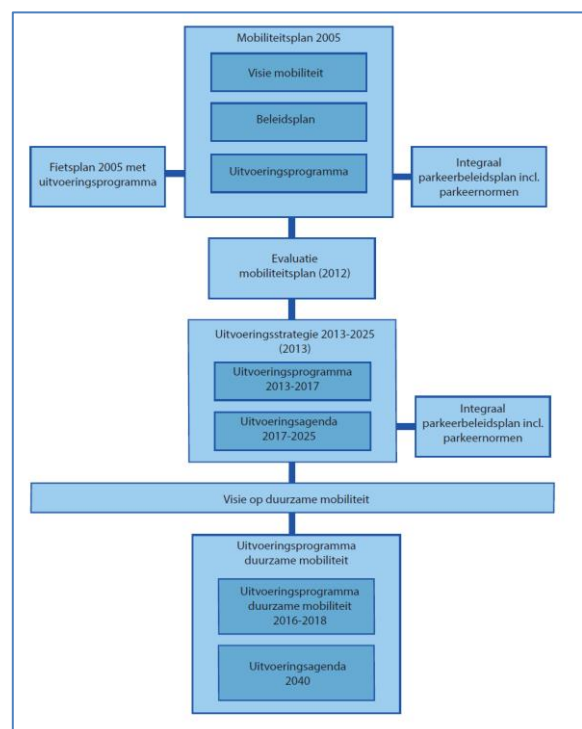 Mobiliteitsplan 2005
Visie mobiliteit
Beleidsplan
Uitvoeringsprogramma
Fietsplan 2005 met
uitvoeringsprogramma
Integraal
parkeerbeleidsplan incl.
parkeernormen
Evaluatie
mobiliteitsplan (2012)
Uitvoeringsstrategie 2013-2025
(2013)
Uitvoeringsprogramma
2013-2017
Uitvoeringsagenda
2017-2025
Integraal
parkeerbeleidsplan incl.
parkeernormen
Visie op duurzame mobiliteit
Uitvoeringsprogramma
duurzame mobiliteit
Uitvoeringsprogramma
duurzame mobiliteit
2016-2018
Uitvoeringsagenda
2040